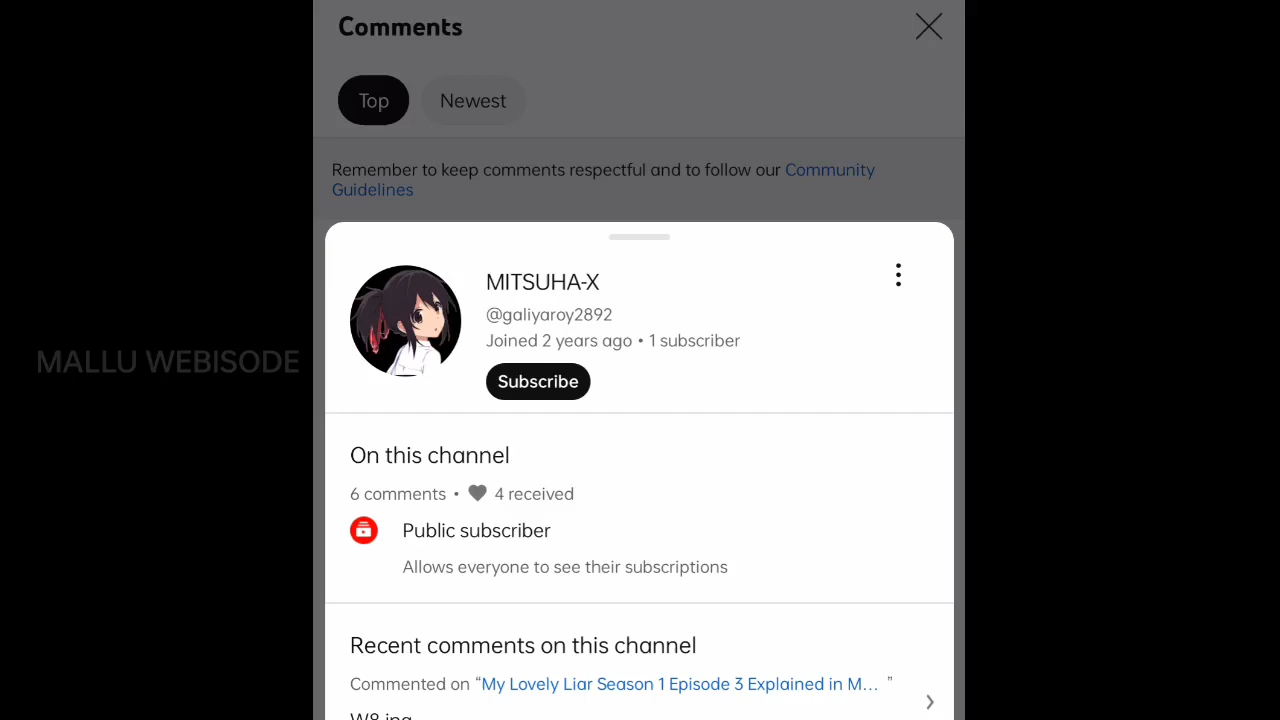 Comments
Top
Newest
Remember to keep comments respectful and to follow our Community
Guidelines
MITSUHA-X
@galiyaroy2892
Joined 2 years ago • 1 subscriber
Subscribe
MALLU WEBISODE
On this channel
6 comments • 4 received
Public subscriber
Allows everyone to see their subscriptions
Recent comments on this channel
Commented on “My Lovely Liar Season 1 Episode 3 Explained in M... ”